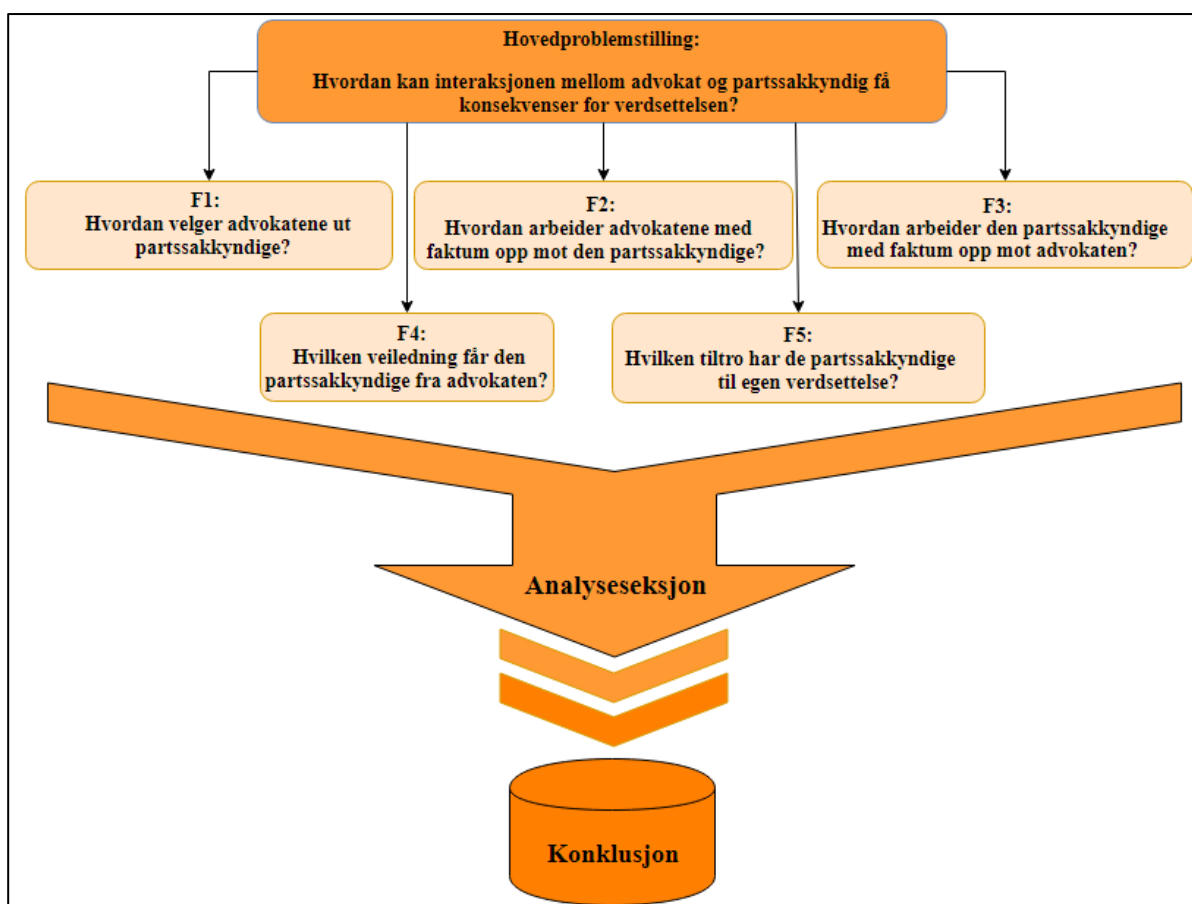 Hovedproblemstilling:
Hvordan kan interaksjonen mellom advokat og partssakkyndig få
konsekvenser for verdsettelsen?
F1:
Hvordan velger advokatene ut
partssakkyndige?
F2:
Hvordan arbeider advokatene med
faktum opp mot den partssakkyndige?
F3:
Hvordan arbeider den partssakkyndige
med faktum opp mot advokaten?
F4:
Hvilken veiledning får den
partssakkyndige fra advokaten?
F5:
Hvilken tiltro har de partssakkyndige
til egen verdsettelse?
Analyseseksjon
Konklusjon